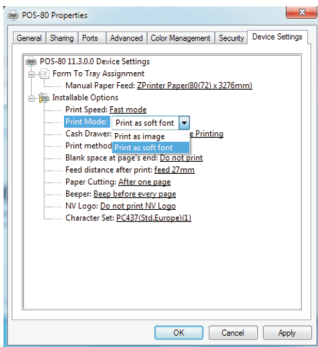 POS-80 Properties
General Sharing Ports Advanced Color Management Security Device Settings
POS-80 11.3.0.0 Device Settings
Form To Tray Assignment
Manual Paper Feed: ZPrinter Paper(80(72) x 3276mm)
Installable Options
Print Speed: Fast mode
Print Mode: Print as soft font
Cash Drawer: Print as image e Printing
Print method Print as soft font
Blank space at page's end: Do not print
Feed distance after print: feed 27mm
Paper Cutting: After one page
Beeper: Beep before every page
NV Logo: Do not print NV Logo
Character Set: PC437(Std.Europe)(1)
OK Cancel Apply